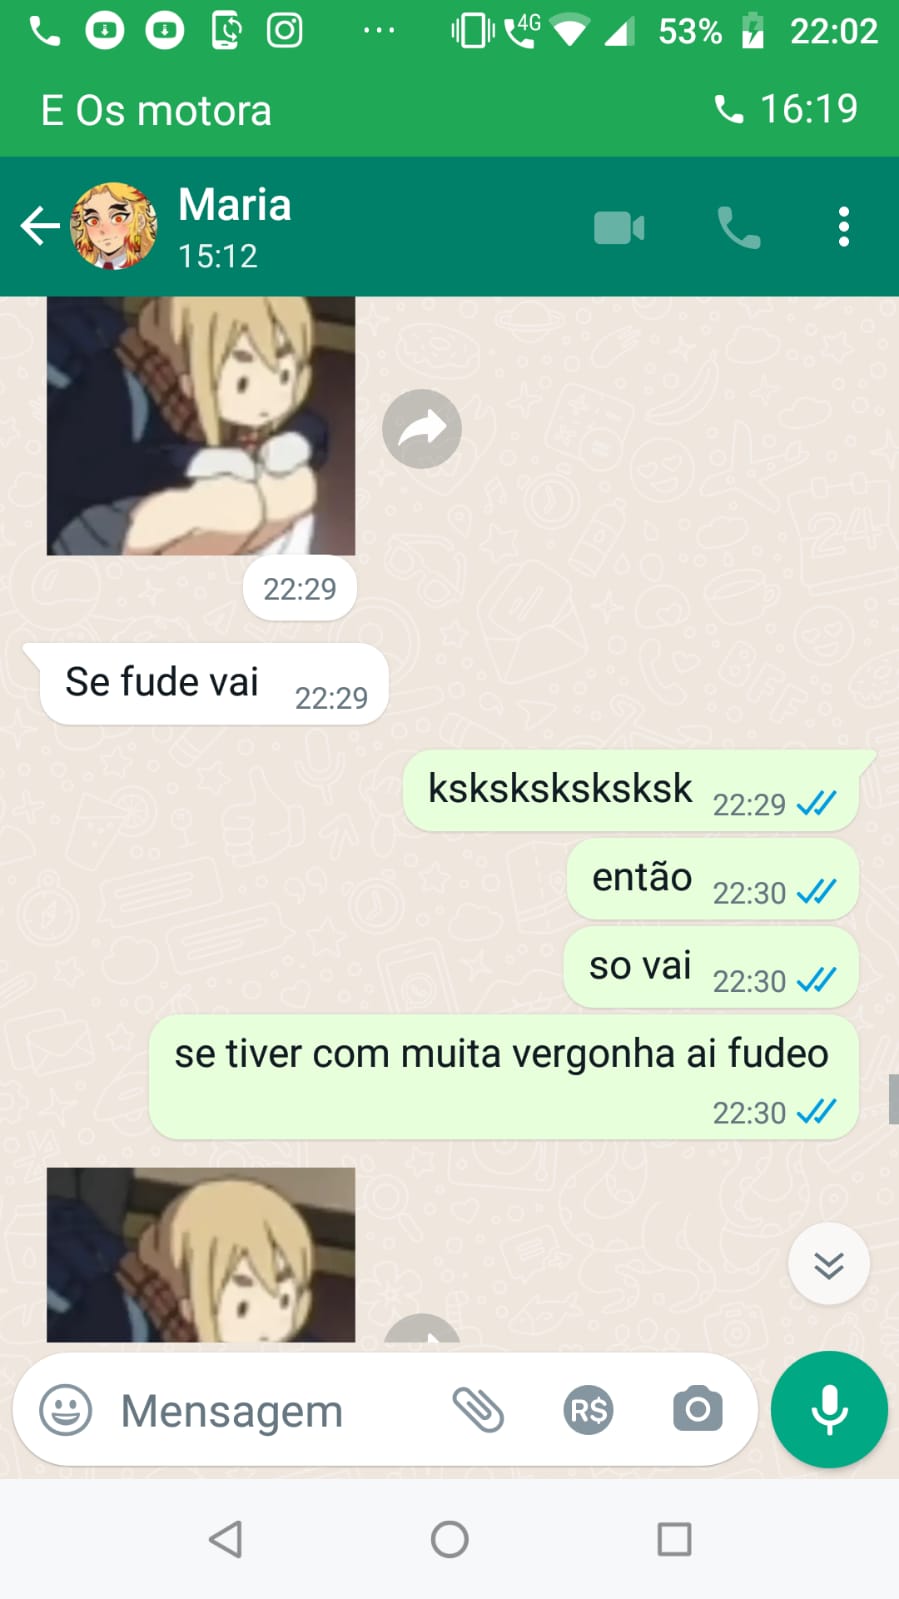 4G 53% 22:02
E Os motora 16:19
Maria
15:12
22:29
Se fude vai 22:29
ksksksksksksk 22:29
então 22:30
so vai 22:30
se tiver com muita vergonha ai fudeo
22:30
Mensagem R$